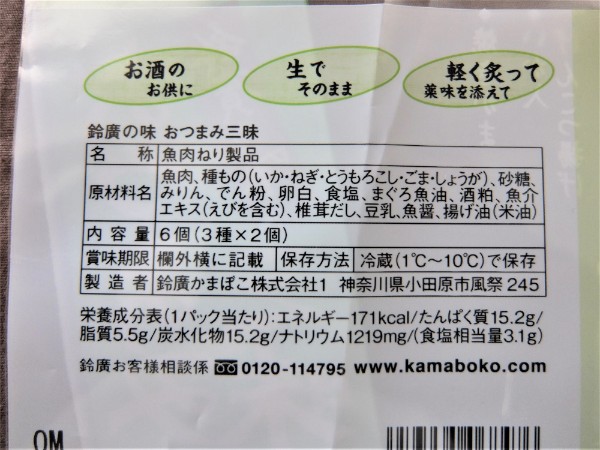 お酒の
お供に
生で
そのまま
軽く炙って
薬味を添えて
鈴廣の味 おつまみ三昧
名 称 魚肉ねり製品
原材料名 魚肉、種もの(いか・ねぎ・とうもろこし・ごま・しょうが)、砂糖、
みりん、でん粉、卵白、食塩、まぐろ魚油、酒粕、魚介
エキス(えびを含む)、椎茸だし、豆乳、魚醤、揚げ油(米油)
内 容 量 6個(3種×2個)
賞味期限 欄外横に記載 保存方法 冷蔵(1℃〜10℃)で保存
製 造 者 鈴廣かまぼこ株式会社1 神奈川県小田原市風祭 245
栄養成分表(1パック当たり):エネルギー171kcal/たんぱく質15.2g/
脂質5.5g/炭水化物15.2g/ナトリウム1219mg/(食塩相当量3.1g)
鈴廣お客様相談係 0120-114795 www.kamaboko.com
OM